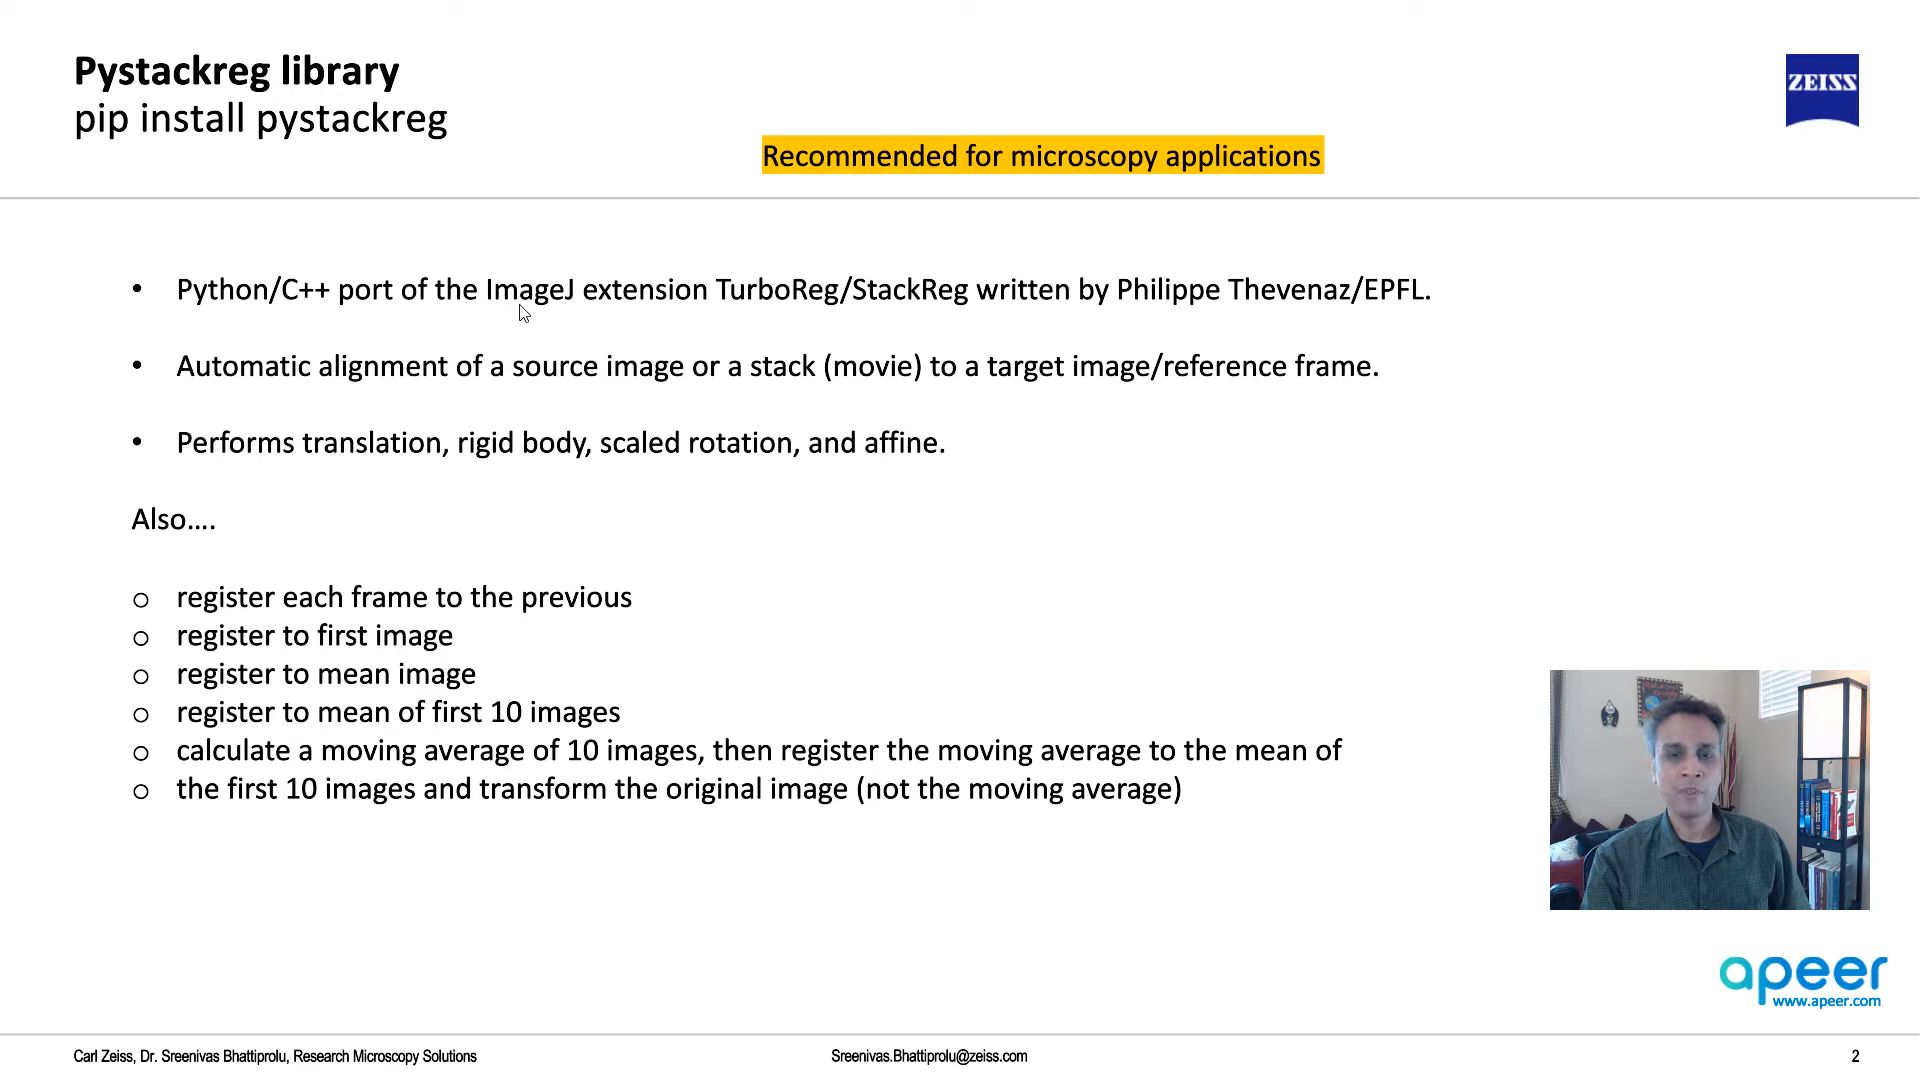 Pystackreg library
pip install pystackreg
ZEISS
Recommended for microscopy applications
• Python/C++ port of the ImageJ extension TurboReg/StackReg written by Philippe Thevenaz/EPFL.
• Automatic alignment of a source image or a stack (movie) to a target image/reference frame.
• Performs translation, rigid body, scaled rotation, and affine.
Also....
o register each frame to the previous
o register to first image
o register to mean image
o register to mean of first 10 images
o calculate a moving average of 10 images, then register the moving average to the mean of
o the first 10 images and transform the original image (not the moving average)
apeer
www.apeer.com
Carl Zeiss, Dr. Sreenivas Bhattiprolu, Research Microscopy Solutions
Sreenivas.Bhattiprolu@zeiss.com
2